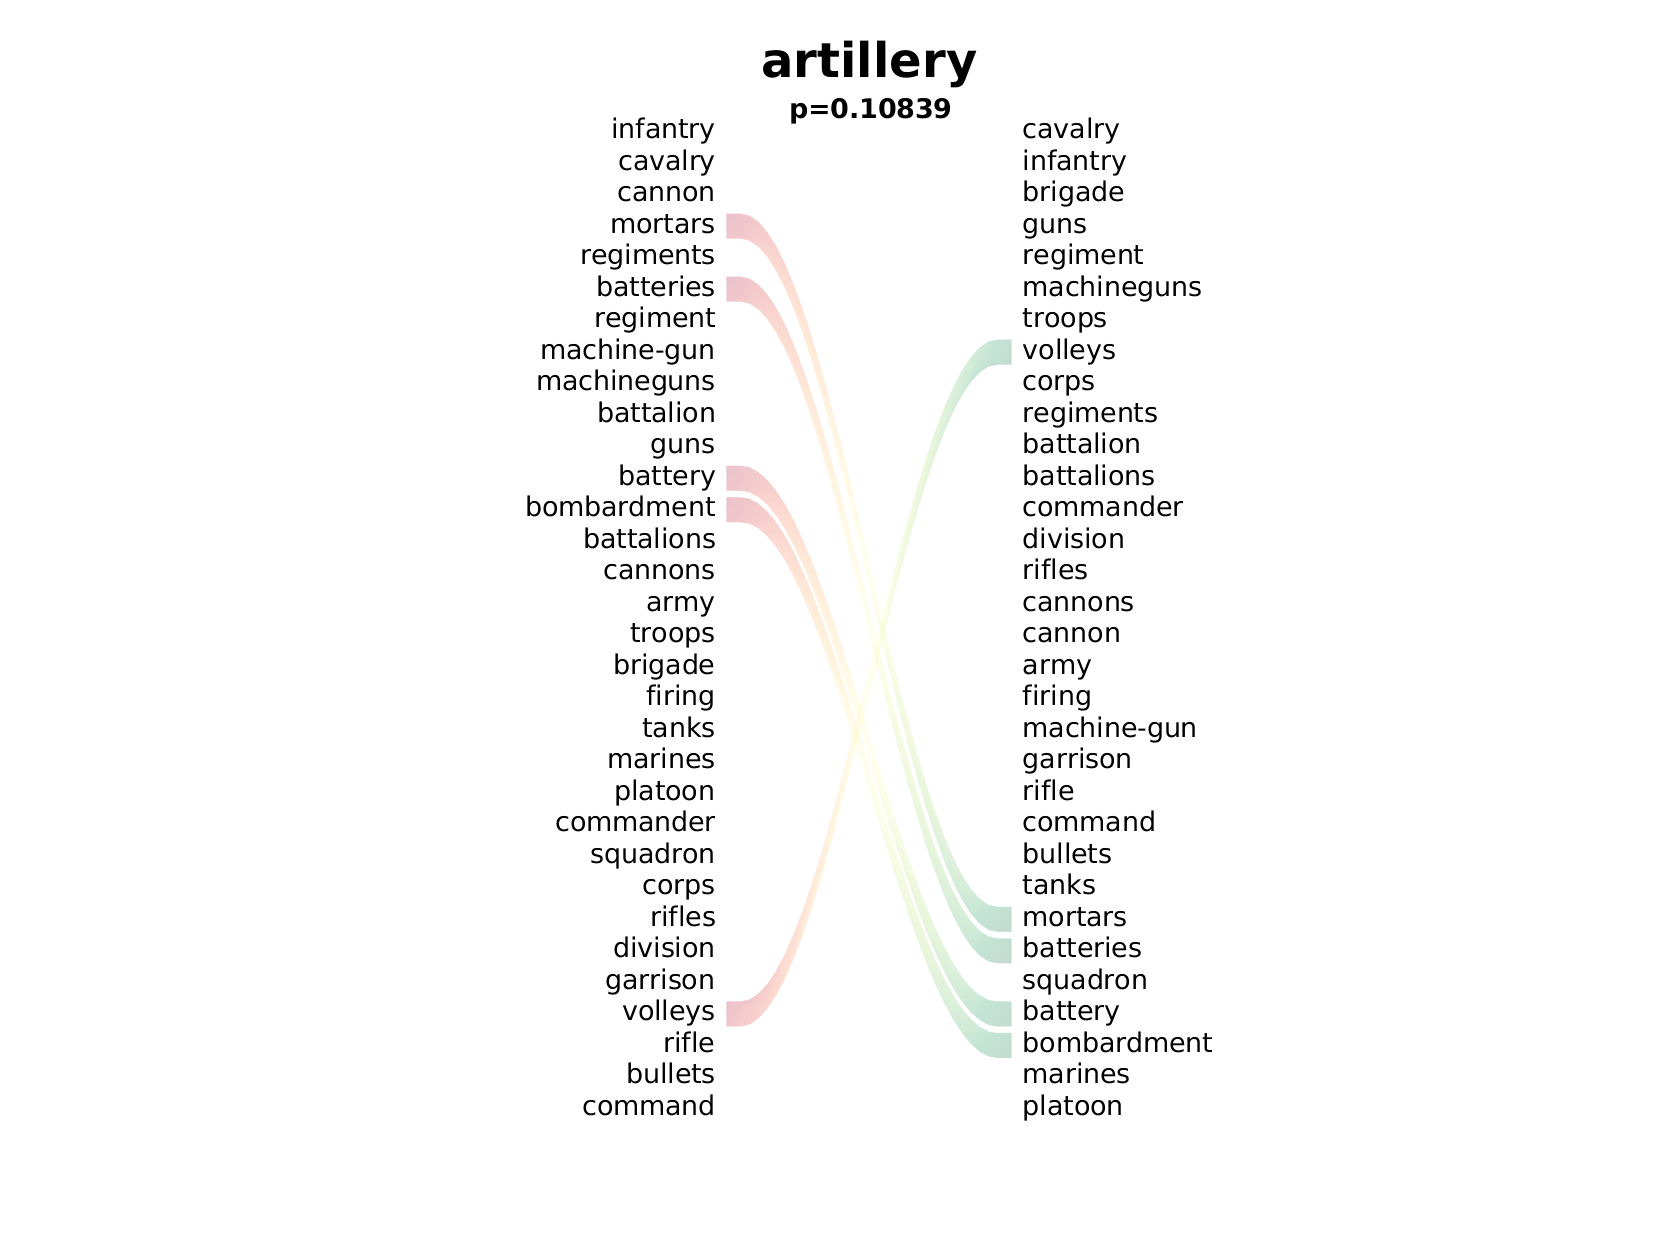 artillery
p=0.10839
infantry cavalry
cavalry infantry
cannon brigade
mortars guns
regiments regiment
batteries machineguns
regiment troops
machine-gun volleys
machineguns corps
battalion regiments
guns battalion
battery battalions
bombardment commander
battalions division
cannons rifles
army cannons
troops cannon
brigade army
firing firing
tanks machine-gun
marines garrison
platoon rifle
commander command
squadron bullets
corps tanks
rifles mortars
division batteries
garrison squadron
volleys battery
rifle bombardment
bullets marines
command platoon